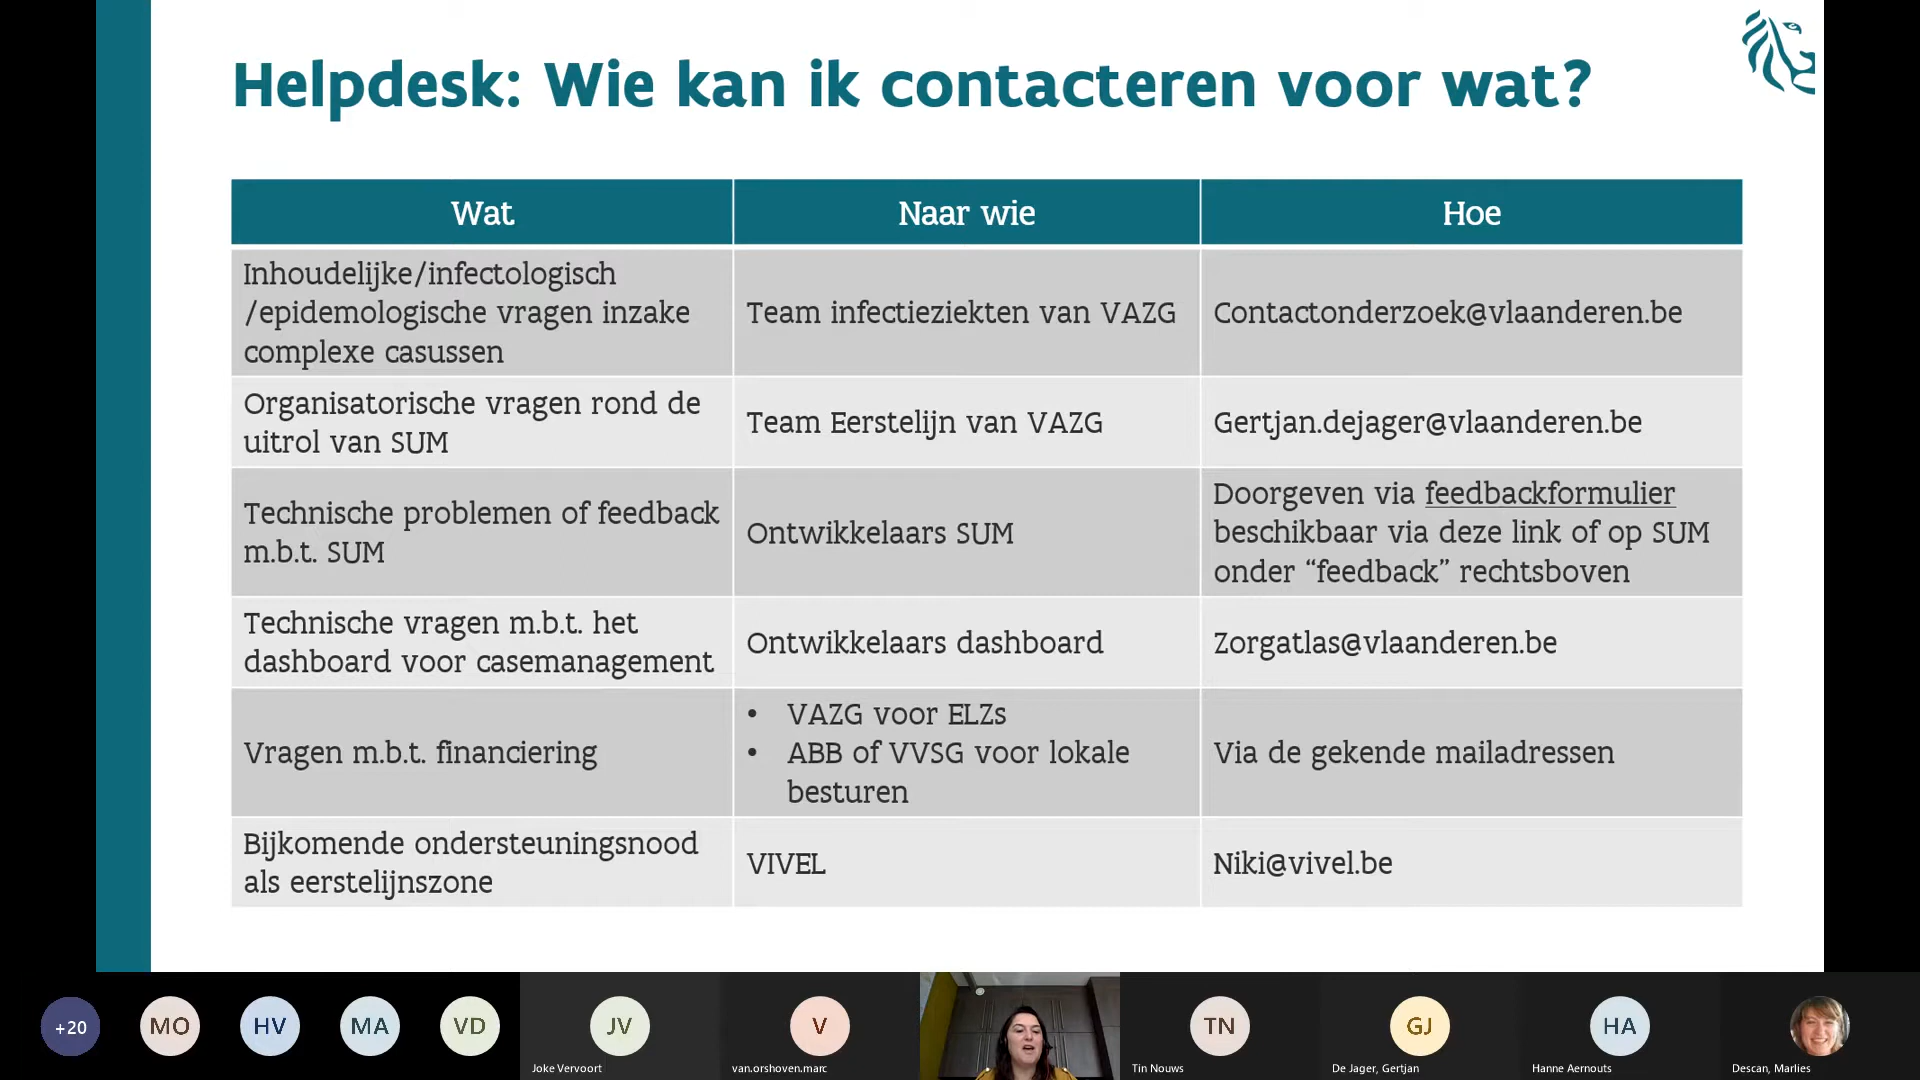 Helpdesk: Wie kan ik contacteren voor wat?
Wat
Naar wie
Hoe
Inhoudelijke/infectologisch
/epidemologische vragen inzake
complexe casussen
Team infectieziekten van VAZG
Contactonderzoek@vlaanderen.be
Organisatorische vragen rond de
uitrol van SUM
Team Eerstelijn van VAZG
Gertjan.dejager@vlaanderen.be
Technische problemen of feedback
m.b.t. SUM
Ontwikkelaars SUM
Doorgeven via feedbackformulier
beschikbaar via deze link of op SUM
onder “feedback” rechtsboven
Technische vragen m.b.t. het
dashboard voor casemanagement
Ontwikkelaars dashboard
Zorgatlas@vlaanderen.be
Vragen m.b.t. financiering
• VAZG voor ELZs
• ABB of VVSG voor lokale
besturen
Via de gekende mailadressen
Bijkomende ondersteuningsnood
als eerstelijnszone
VIVEL
Niki@vivel.be
+20
MO
HV
MA
VD
JV
V
TN
GJ
HA
Joke Vervoort
van.orshoven.marc
Tin Nouws
De Jager, Gertjan
Hanne Aernouts
Descan, Marlies